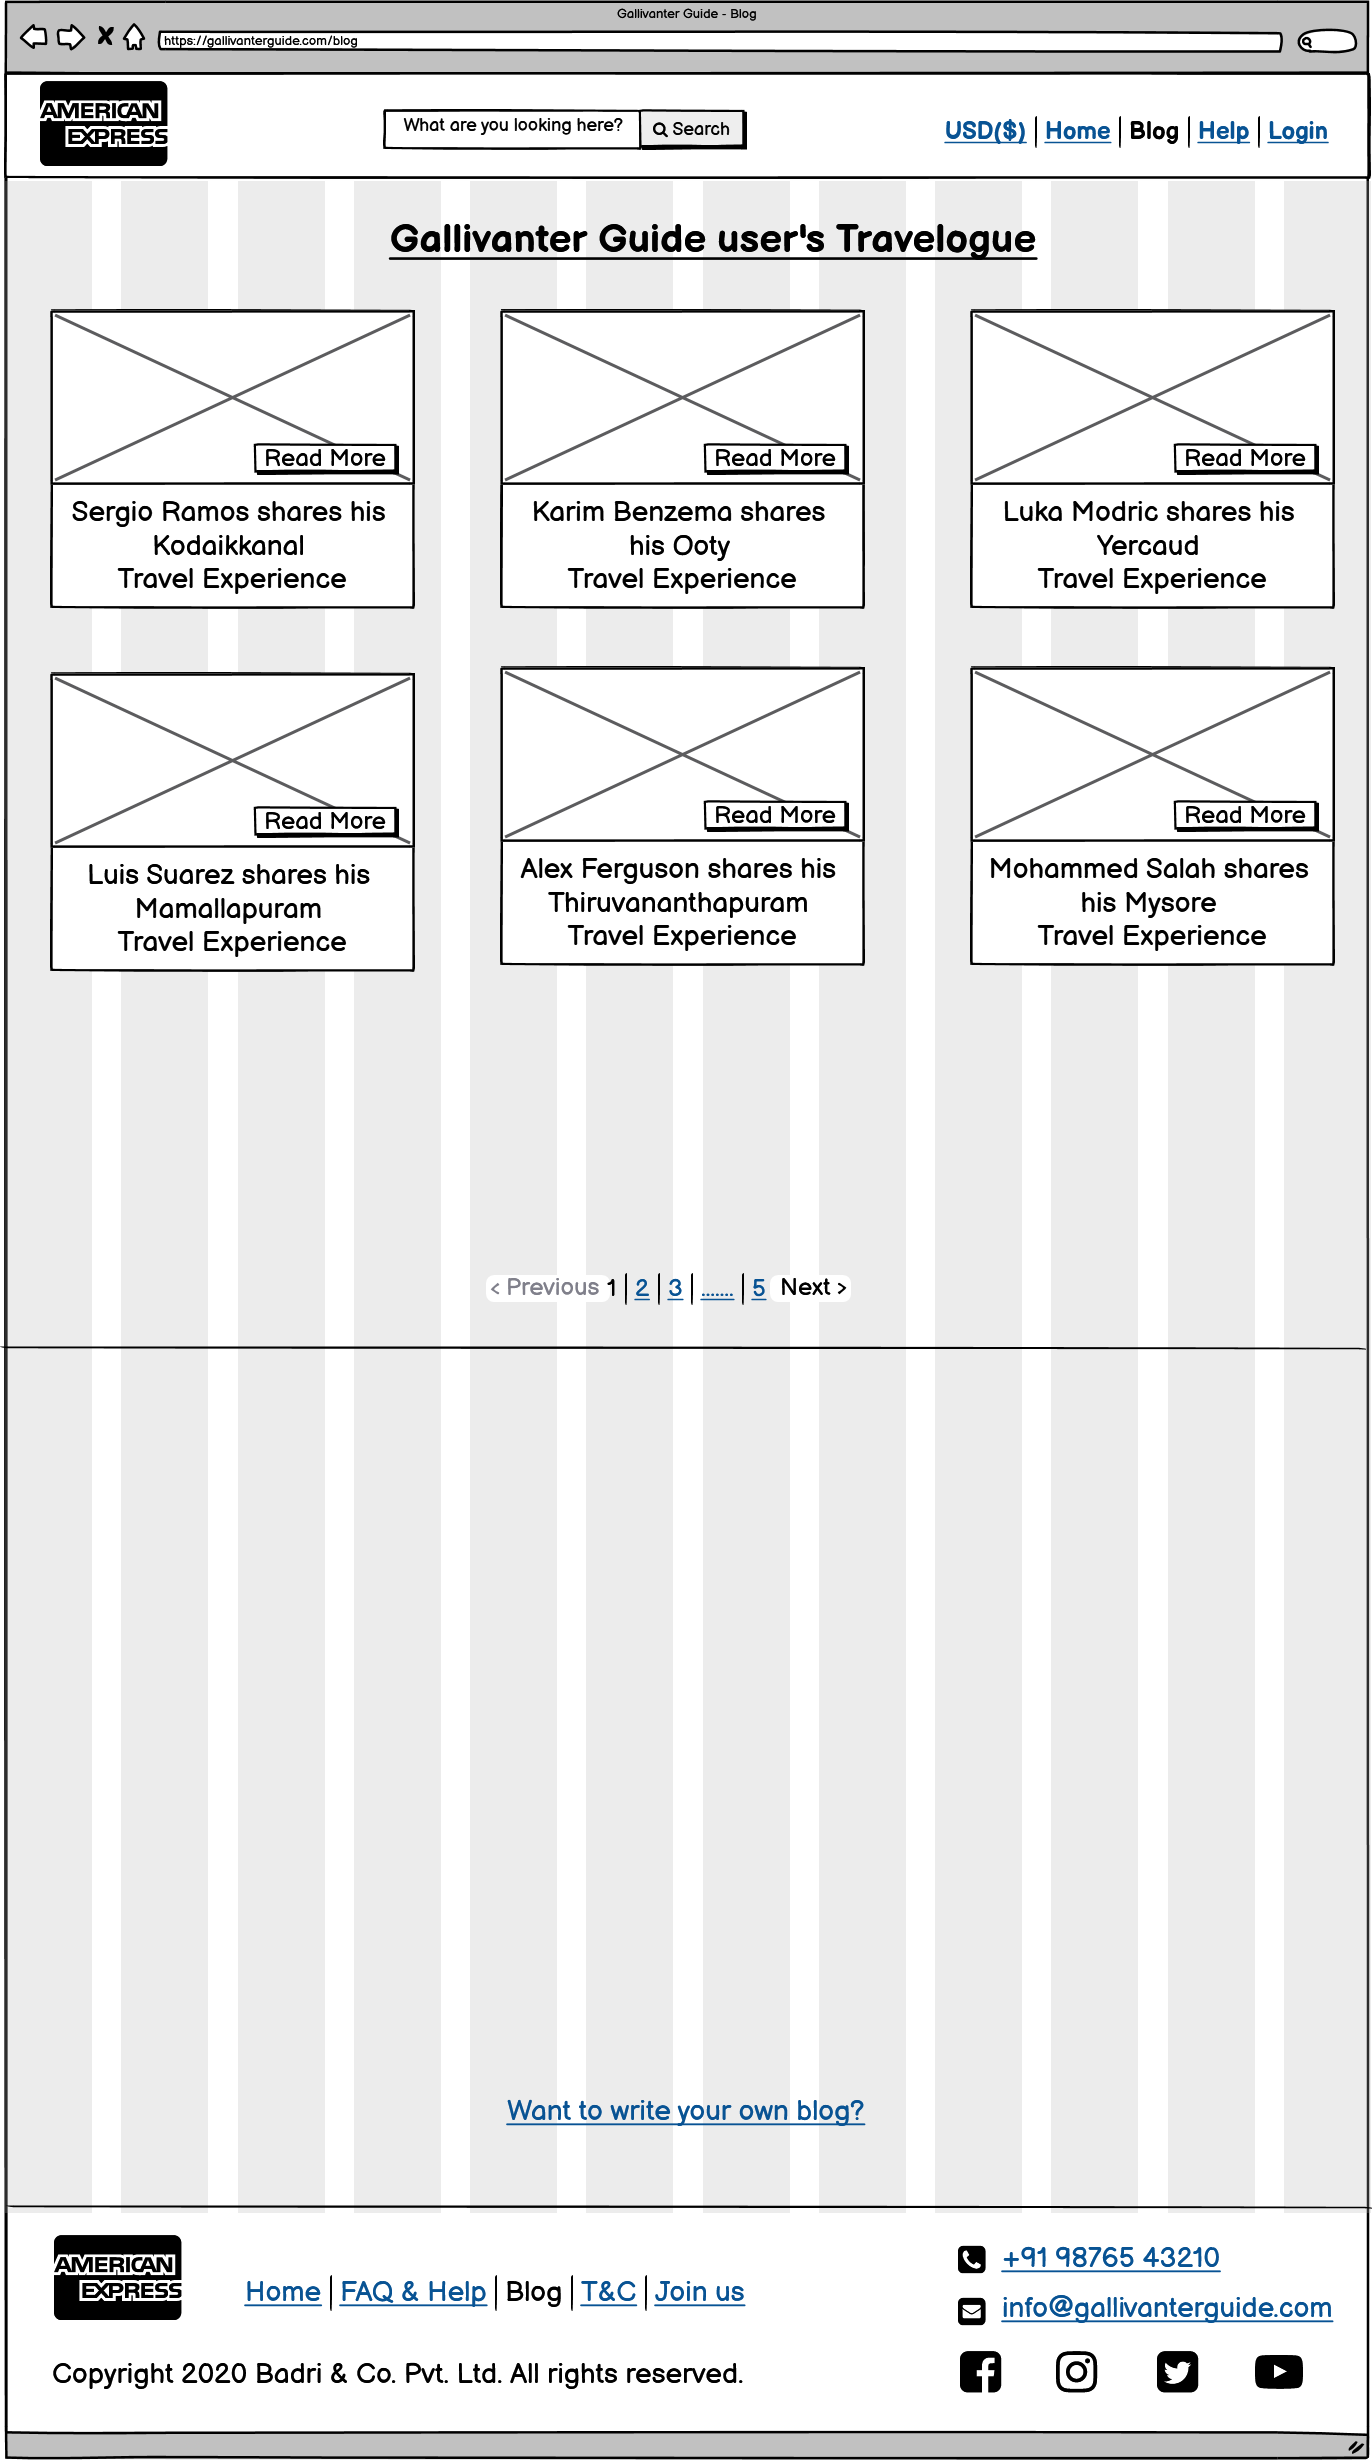 Gallivanter Guide - Blog
https://gallivanterguide.com/blog
AMERICAN
EXPRESS
What are you looking here?
Search
USD($) | Home | Blog | Help | Login
Gallivanter Guide user's Travelogue
Read More
Sergio Ramos shares his
Kodaikkanal
Travel Experience
Read More
Karim Benzema shares
his Ooty
Travel Experience
Read More
Luka Modric shares his
Yercaud
Travel Experience
Read More
Luis Suarez shares his
Mamallapuram
Travel Experience
Read More
Alex Ferguson shares his
Thiruvananthapuram
Travel Experience
Read More
Mohammed Salah shares
his Mysore
Travel Experience
< Previous 1 | 2 | 3 | ....... | 5 Next >
Want to write your own blog?
AMERICAN
EXPRESS
Home | FAQ & Help | Blog | T&C | Join us
+91 98765 43210
info@gallivanterguide.com
Copyright 2020 Badri & Co. Pvt. Ltd. All rights reserved.